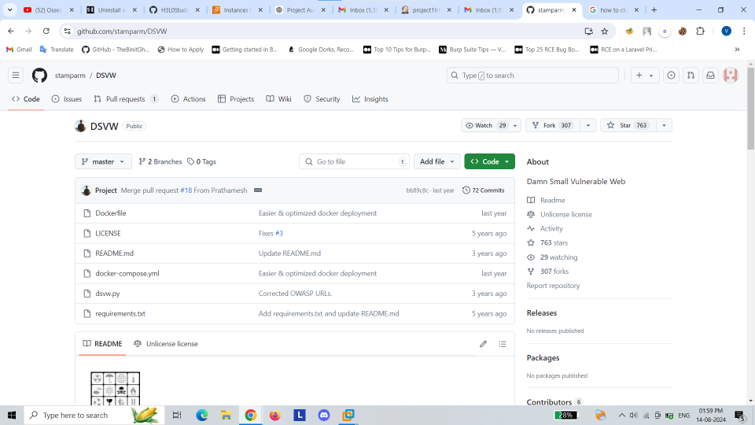 (52) Osee
Uninstall a
H3L0Stude
Instances |
Project Au
Inbox (1,3
project1to
Inbox (1,3
stamparm
how to cl
github.com/stamparm/DSVW
Gmail
Translate
GitHub - TheBinitGh...
How to Apply
Getting started in B...
Google Dorks, Reco...
Top 10 Tips for Burp...
Burp Suite Tips — V...
Top 25 RCE Bug Bo...
RCE on a Laravel Pri...
stamparm / DSVW
Type / to search
Code
Issues
Pull requests 1
Actions
Projects
Wiki
Security
Insights
DSVW Public
Watch 29
Fork 307
Star 763
master
2 Branches
0 Tags
Go to file t
Add file
Code
Project Merge pull request #18 From Prathamesh
b689c8c · last year
72 Commits
Dockerfile Easier & optimized docker deployment last year
LICENSE Fixes #3 5 years ago
README.md Update README.md 3 years ago
docker-compose.yml Easier & optimized docker deployment last year
dsvw.py Corrected OWASP URLs. 3 years ago
requirements.txt Add requirements.txt and update README.md 5 years ago
README
Unlicense license
About
Damn Small Vulnerable Web
Readme
Unlicense license
Activity
763 stars
29 watching
307 forks
Report repository
Releases
No releases published
Packages
No packages published
Contributors 6
Type here to search
28%
ENG
01:59 PM
14-08-2024